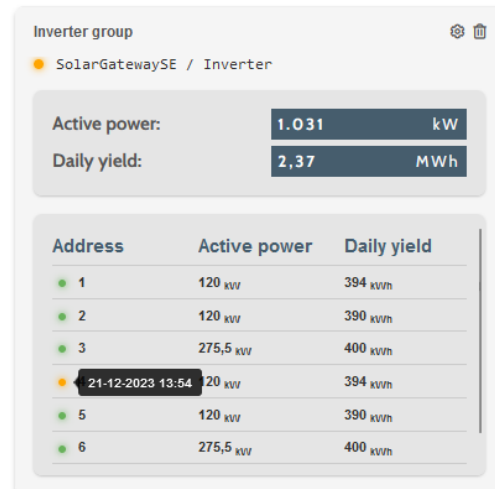 Inverter group
SolarGatewaySE / Inverter
Active power: 1.031 kW
Daily yield: 2,37 MWh
Address Active power Daily yield
1 120 kW 394 kWh
2 120 kW 390 kWh
3 275,5 kW 400 kWh
21-12-2023 13:54 120 kW 394 kWh
5 120 kW 390 kWh
6 275,5 kW 400 kWh